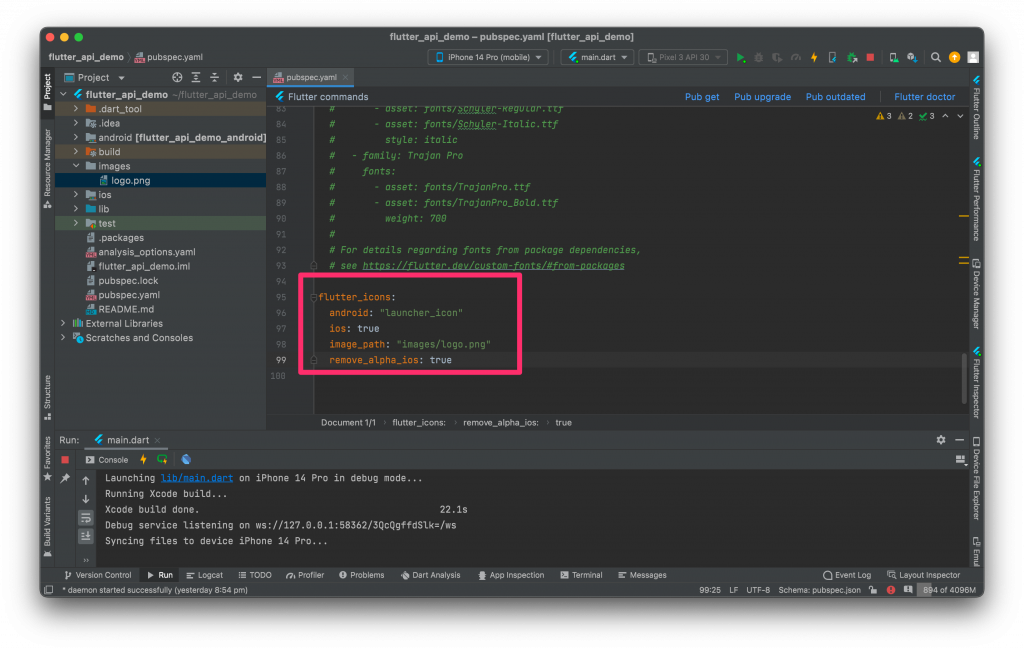 flutter_api_demo – pubspec.yaml [flutter_api_demo]
flutter_api_demo pubspec.yaml
iPhone 14 Pro (mobile) main.dart Pixel 3 API 30
Project
pubspec.yaml
Flutter commands Pub get Pub upgrade Pub outdated Flutter doctor
flutter_api_demo ~/flutter_api_demo
.dart_tool
.idea
android [flutter_api_demo_android]
build
images
logo.png
ios
lib
test
.packages
analysis_options.yaml
flutter_api_demo.iml
pubspec.lock
pubspec.yaml
README.md
External Libraries
Scratches and Consoles
3 2 3
83 # - asset: fonts/Schyler-Regular.ttf
84 # - asset: fonts/Schyler-Italic.ttf
85 # style: italic
86 # - family: Trajan Pro
87 # fonts:
88 # - asset: fonts/TrajanPro.ttf
89 # - asset: fonts/TrajanPro_Bold.ttf
90 # weight: 700
91 #
92 # For details regarding fonts from package dependencies,
93 # see https://flutter.dev/custom-fonts/#from-packages
94
95 flutter_icons:
96 android: "launcher_icon"
97 ios: true
98 image_path: "images/logo.png"
99 remove_alpha_ios: true
100
Document 1/1 flutter_icons: remove_alpha_ios: true
Project
Resource Manager
Structure
Favorites
Build Variants
Flutter Outline
Flutter Performance
Device Manager
Flutter Inspector
Device File Explorer
Emul
Run: main.dart
Console
Launching lib/main.dart on iPhone 14 Pro in debug mode...
Running Xcode build...
Xcode build done. 22.1s
Debug service listening on ws://127.0.0.1:58362/3QcQgffdSlk=/ws
Syncing files to device iPhone 14 Pro...
Version Control Run Logcat TODO Profiler Problems Dart Analysis App Inspection Terminal Messages Event Log Layout Inspector
* daemon started successfully (yesterday 8:54 pm) 99:25 LF UTF-8 Schema: pubspec.json 894 of 4096M